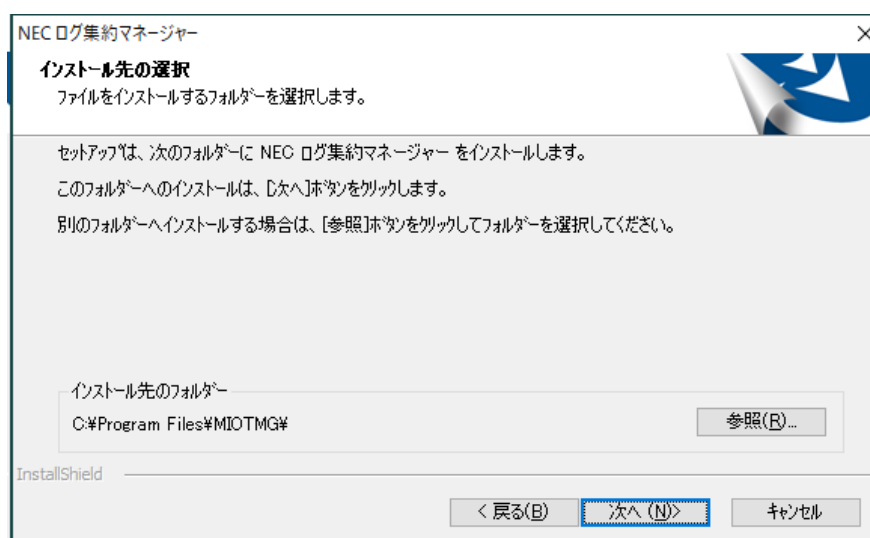 NEC ログ集約マネージャー
インストール先の選択
ファイルをインストールするフォルダーを選択します。
セットアップは、次のフォルダーに NEC ログ集約マネージャー をインストールします。
このフォルダーへのインストールは、[次へ]ボタンをクリックします。
別のフォルダーへインストールする場合は、[参照]ボタンをクリックしてフォルダーを選択してください。
インストール先のフォルダー
C:¥Program Files¥MIOTMG¥
参照(R)...
InstallShield
< 戻る(B)
次へ (N)>
キャンセル